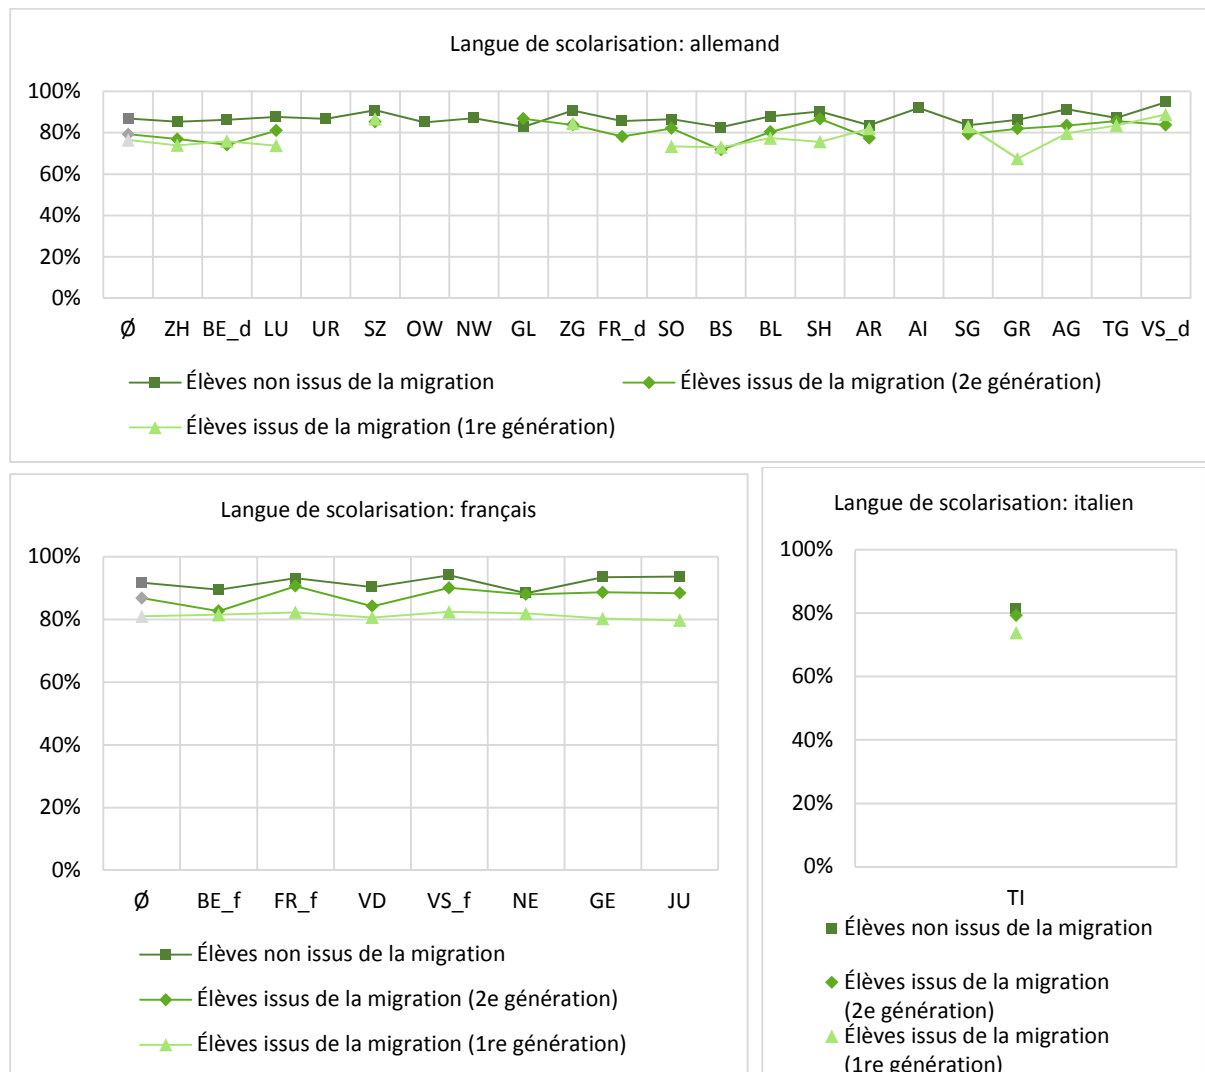 Langue de scolarisation: allemand
100%
80%
60%
40%
20%
0%
Ø ZH BE_d LU UR SZ OW NW GL ZG FR_d SO BS BL SH AR AI SG GR AG TG VS_d
Élèves non issus de la migration
Élèves issus de la migration (2e génération)
Élèves issus de la migration (1re génération)
Langue de scolarisation: français
100%
80%
60%
40%
20%
0%
Ø BE_f FR_f VD VS_f NE GE JU
Élèves non issus de la migration
Élèves issus de la migration (2e génération)
Élèves issus de la migration (1re génération)
Langue de scolarisation: italien
100%
80%
60%
40%
20%
0%
TI
Élèves non issus de la migration
Élèves issus de la migration
(2e génération)
Élèves issus de la migration
(1re génération)